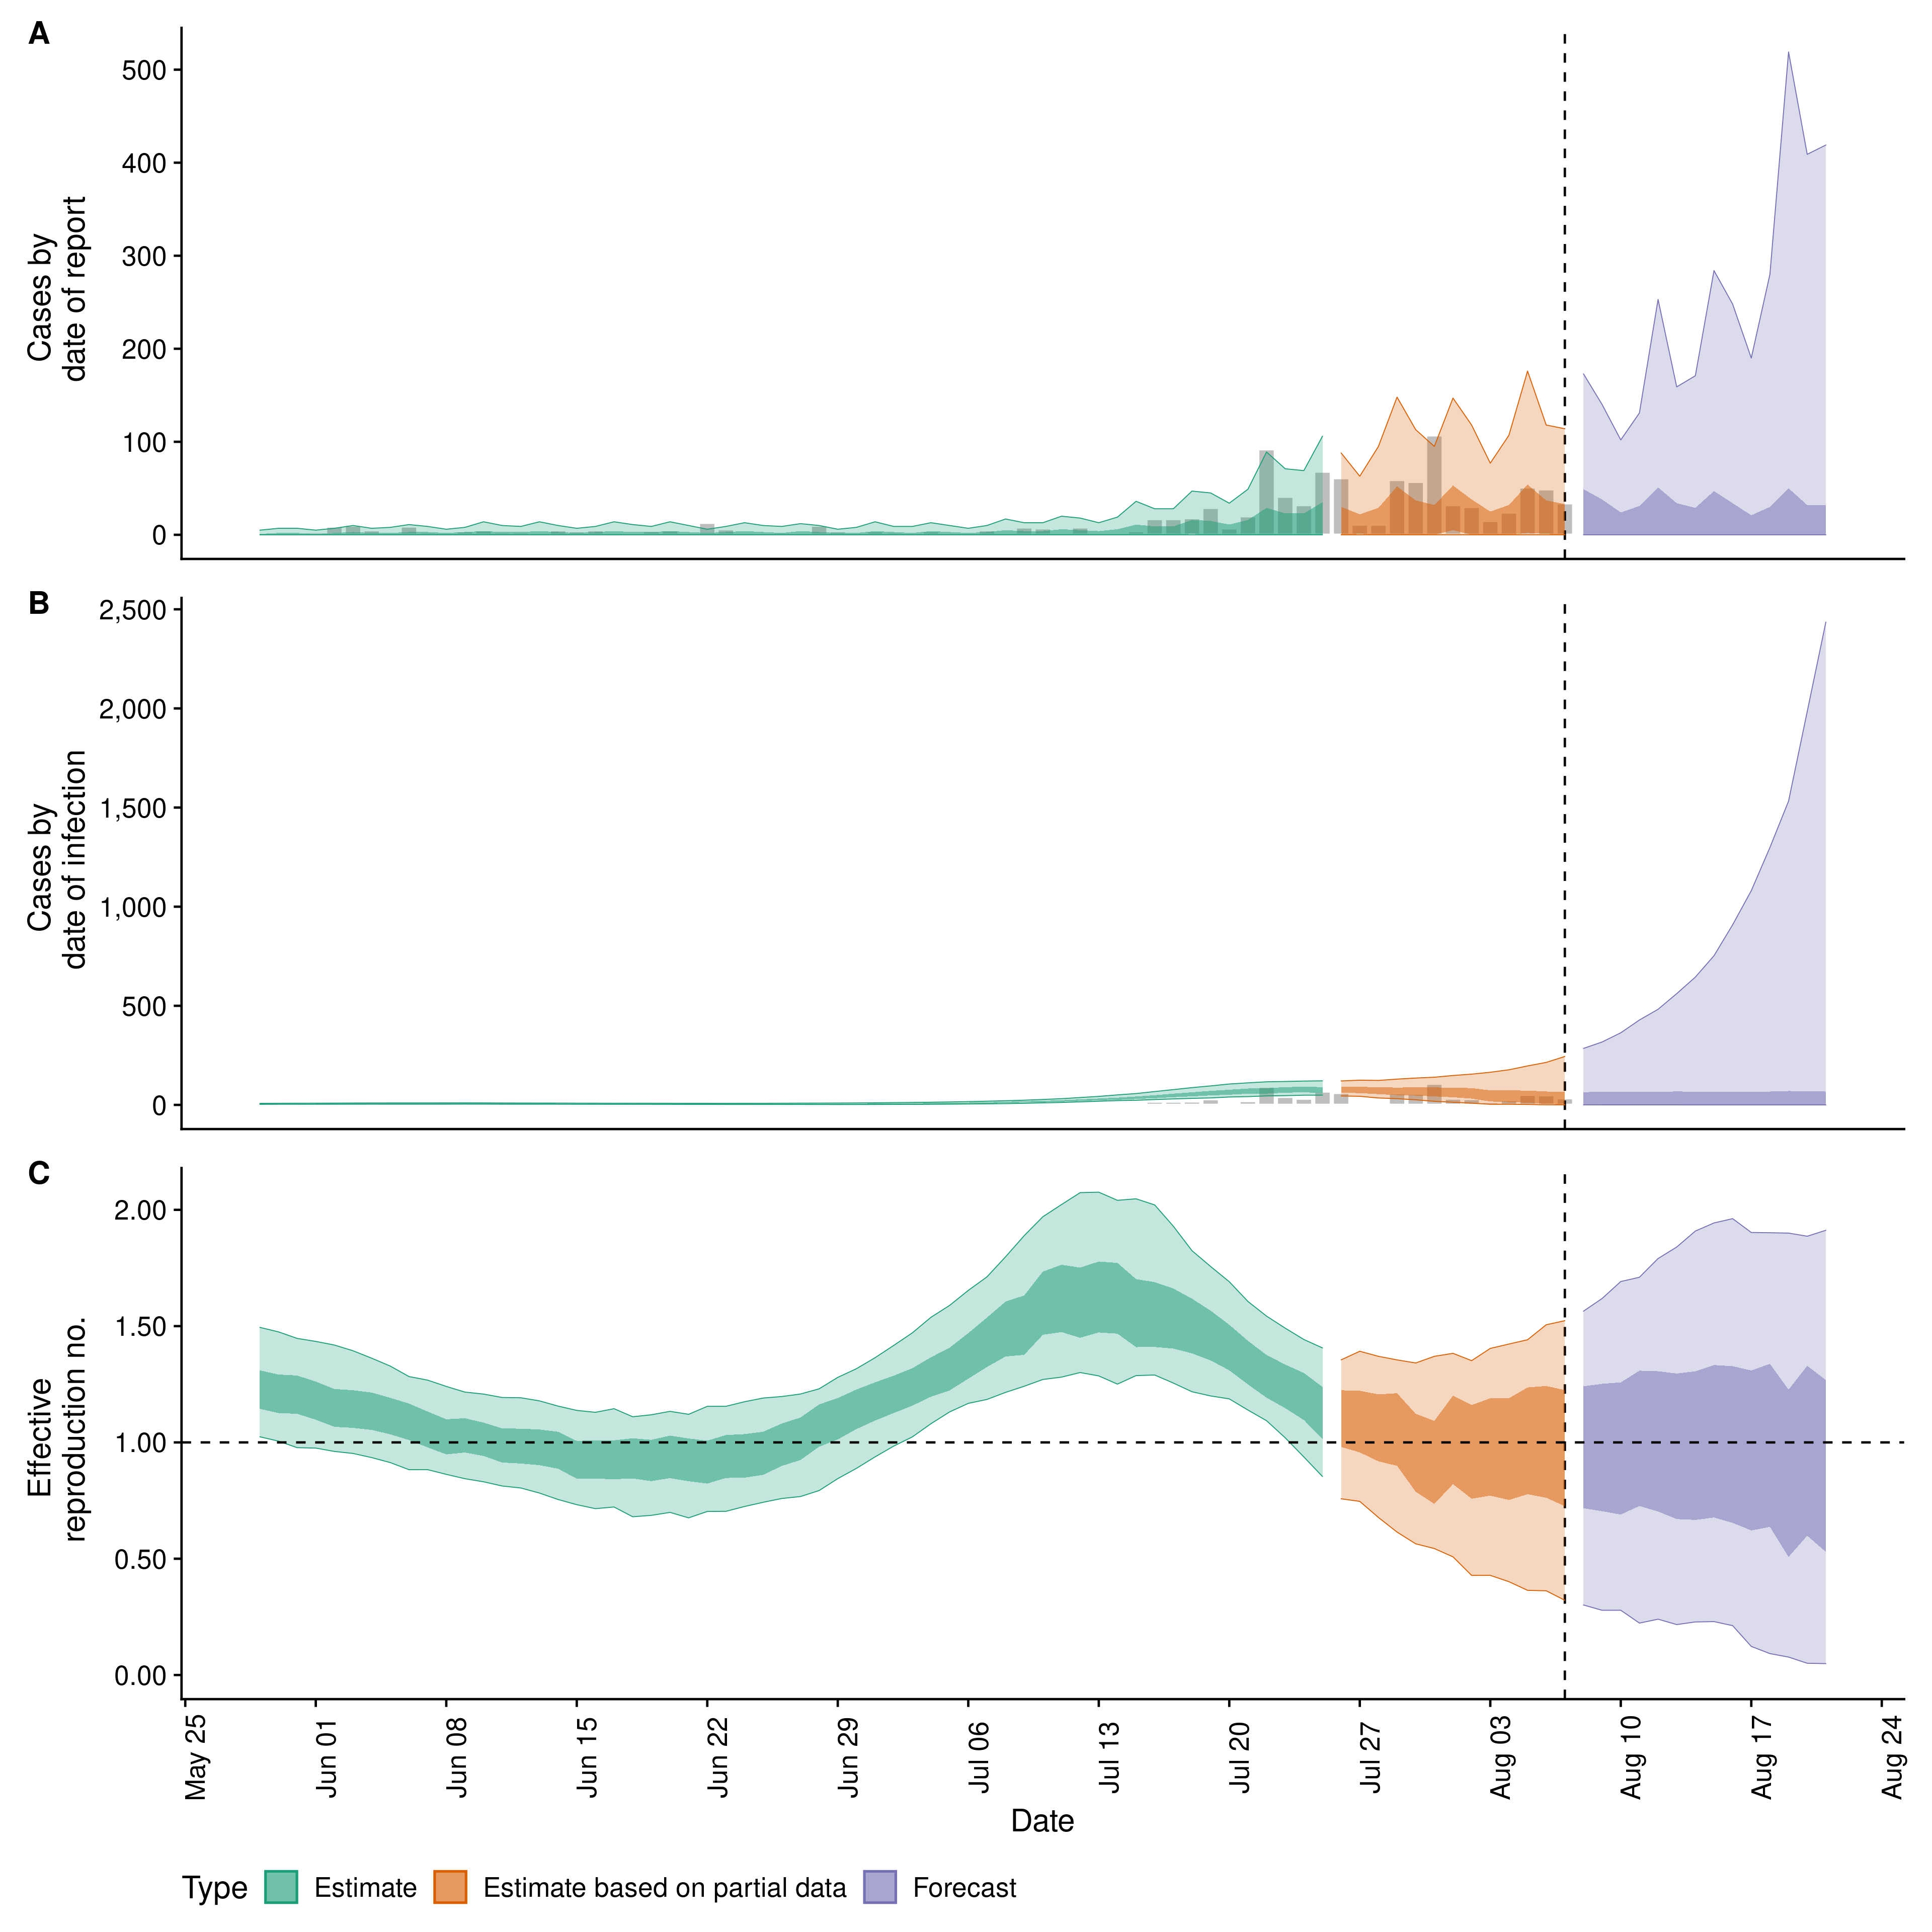 A
Cases by
date of report
500
400
300
200
100
0
B
Cases by
date of infection
2,500
2,000
1,500
1,000
500
0
C
Effective
reproduction no.
2.00
1.50
1.00
0.50
0.00
May 25
Jun 01
Jun 08
Jun 15
Jun 22
Jun 29
Jul 06
Jul 13
Jul 20
Jul 27
Aug 03
Aug 10
Aug 17
Aug 24
Date
Type Estimate Estimate based on partial data Forecast